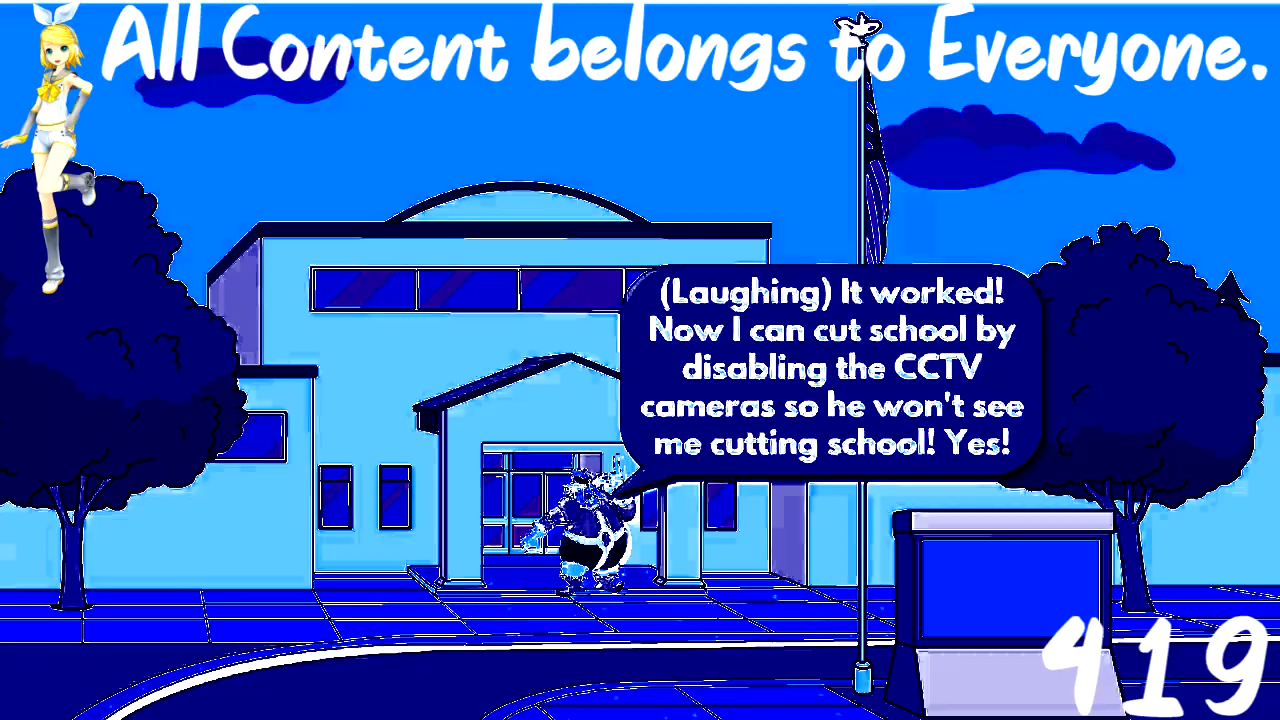 All Content belongs to Everyone.
(Laughing) It worked!
Now I can cut school by
disabling the CCTV
cameras so he won't see
me cutting school! Yes!
419